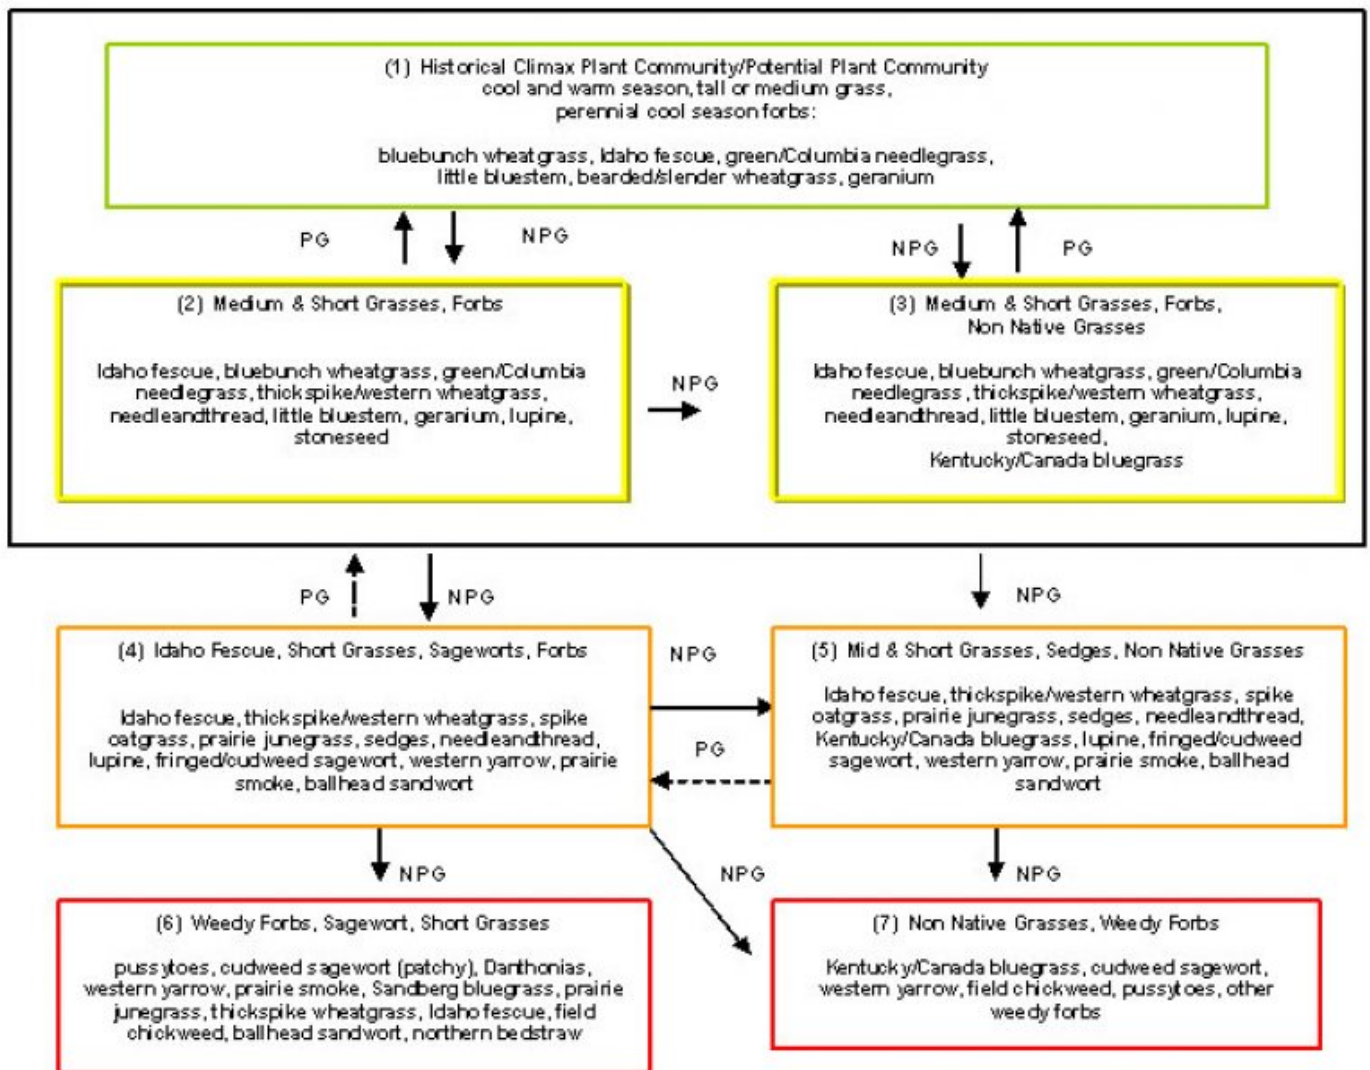 (1) Historical Climax Plant Community/Potential Plant Community
cool and warm season, tall or medium grass,
perennial cool season forbs:
bluebunch wheatgrass, Idaho fescue, green/Columbia needlegrass,
little bluestem, bearded/slender wheatgrass, geranium
PG
NPG
NPG
PG
(2) Medium & Short Grasses, Forbs
Idaho fescue, bluebunch wheatgrass, green/Columbia
needlegrass, thickspike/western wheatgrass,
needleandthread, little bluestem, geranium, lupine,
stoneseed
NPG
(3) Medium & Short Grasses, Forbs,
Non Native Grasses
Idaho fescue, bluebunch wheatgrass, green/Columbia
needlegrass, thickspike/western wheatgrass,
needleandthread, little bluestem, geranium, lupine,
stoneseed,
Kentucky/Canada bluegrass
PG
NPG
NPG
(4) Idaho Fescue, Short Grasses, Sageworts, Forbs
Idaho fescue, thickspike/western wheatgrass, spike
oatgrass, prairie junegrass, sedges, needleandthread,
lupine, fringed/cudweed sagewort, western yarrow, prairie
smoke, ballhead sandwort
NPG
PG
(5) Mid & Short Grasses, Sedges, Non Native Grasses
Idaho fescue, thickspike/western wheatgrass, spike
oatgrass, prairie junegrass, sedges, needleandthread,
Kentucky/Canada bluegrass, lupine, fringed/cudweed
sagewort, western yarrow, prairie smoke, ballhead
sandwort
NPG
NPG
NPG
(6) Weedy Forbs, Sagewort, Short Grasses
pussytoes, cudweed sagewort (patchy), Danthonias,
western yarrow, prairie smoke, Sandberg bluegrass, prairie
junegrass, thickspike wheatgrass, Idaho fescue, field
chickweed, ballhead sandwort, northern bedstraw
(7) Non Native Grasses, Weedy Forbs
Kentucky/Canada bluegrass, cudweed sagewort,
western yarrow, field chickweed, pussytoes, other
weedy forbs